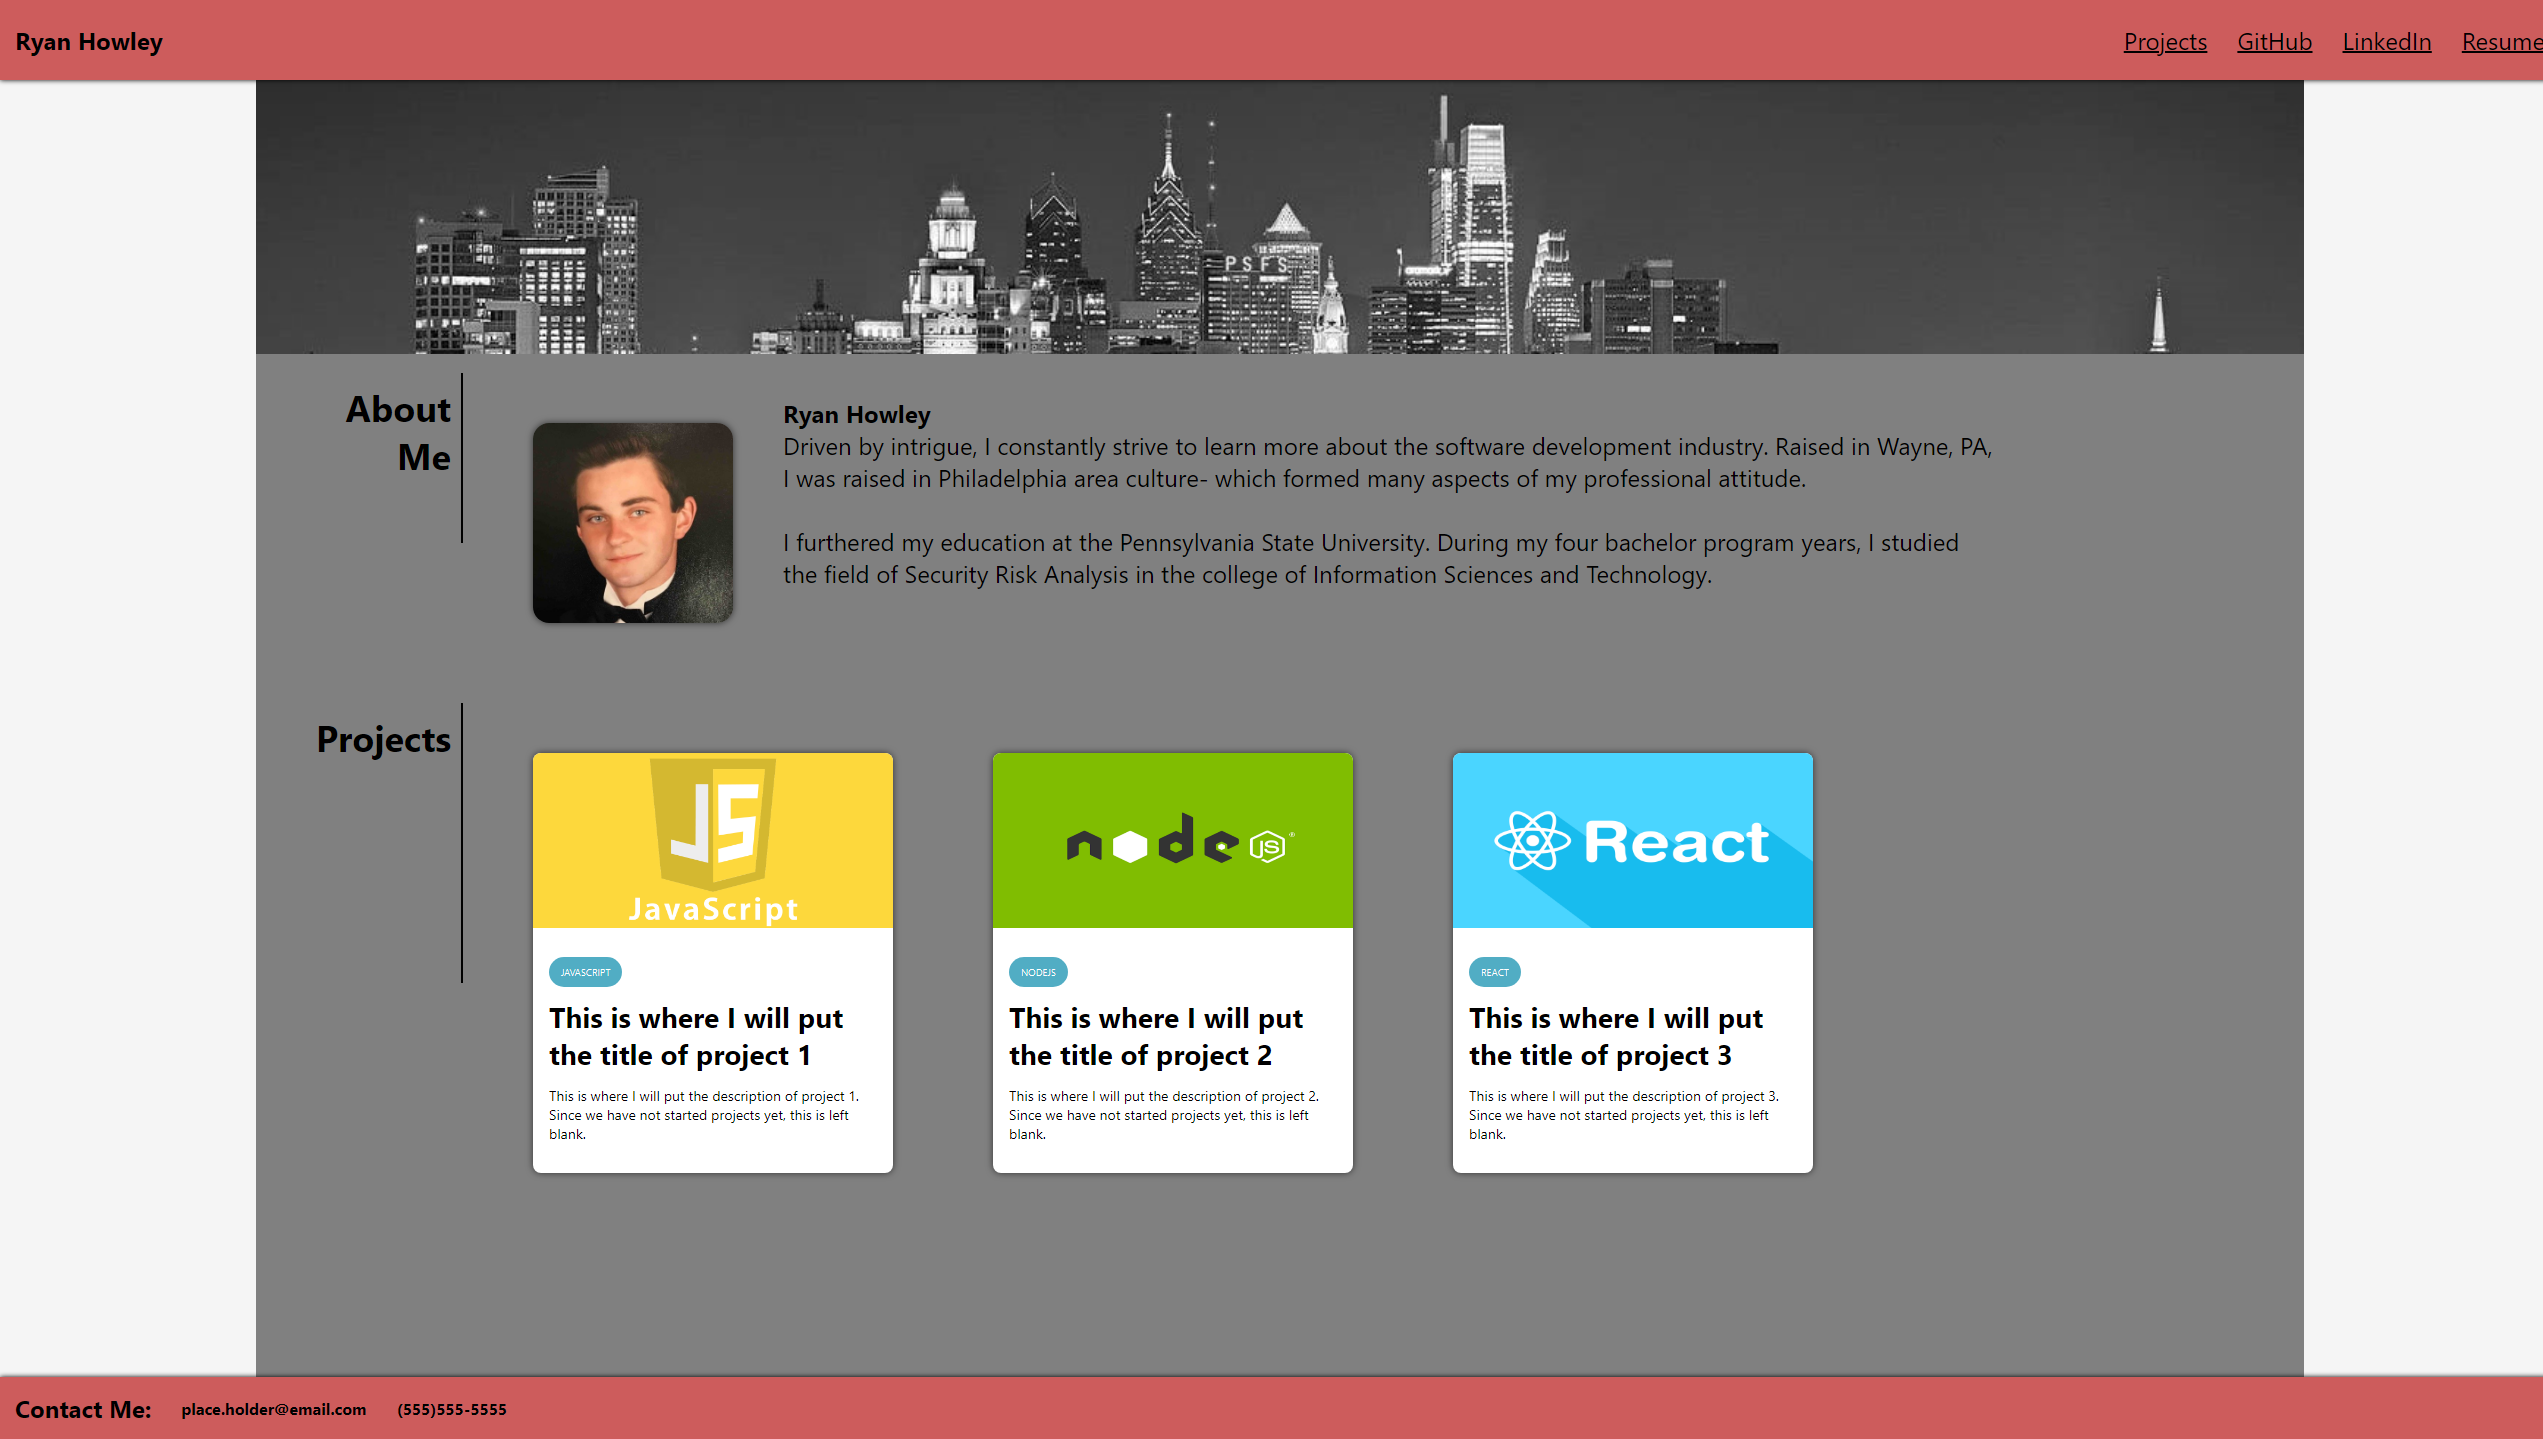 Ryan Howley
Projects GitHub LinkedIn Resume
PSFS
About
Me
Ryan Howley
Driven by intrigue, I constantly strive to learn more about the software development industry. Raised in Wayne, PA,
I was raised in Philadelphia area culture- which formed many aspects of my professional attitude.
I furthered my education at the Pennsylvania State University. During my four bachelor program years, I studied
the field of Security Risk Analysis in the college of Information Sciences and Technology.
Projects
JS
JavaScript
JAVASCRIPT
This is where I will put
the title of project 1
This is where I will put the description of project 1.
Since we have not started projects yet, this is left
blank.
node JS ®
NODEJS
This is where I will put
the title of project 2
This is where I will put the description of project 2.
Since we have not started projects yet, this is left
blank.
React
REACT
This is where I will put
the title of project 3
This is where I will put the description of project 3.
Since we have not started projects yet, this is left
blank.
Contact Me: place.holder@email.com (555)555-5555